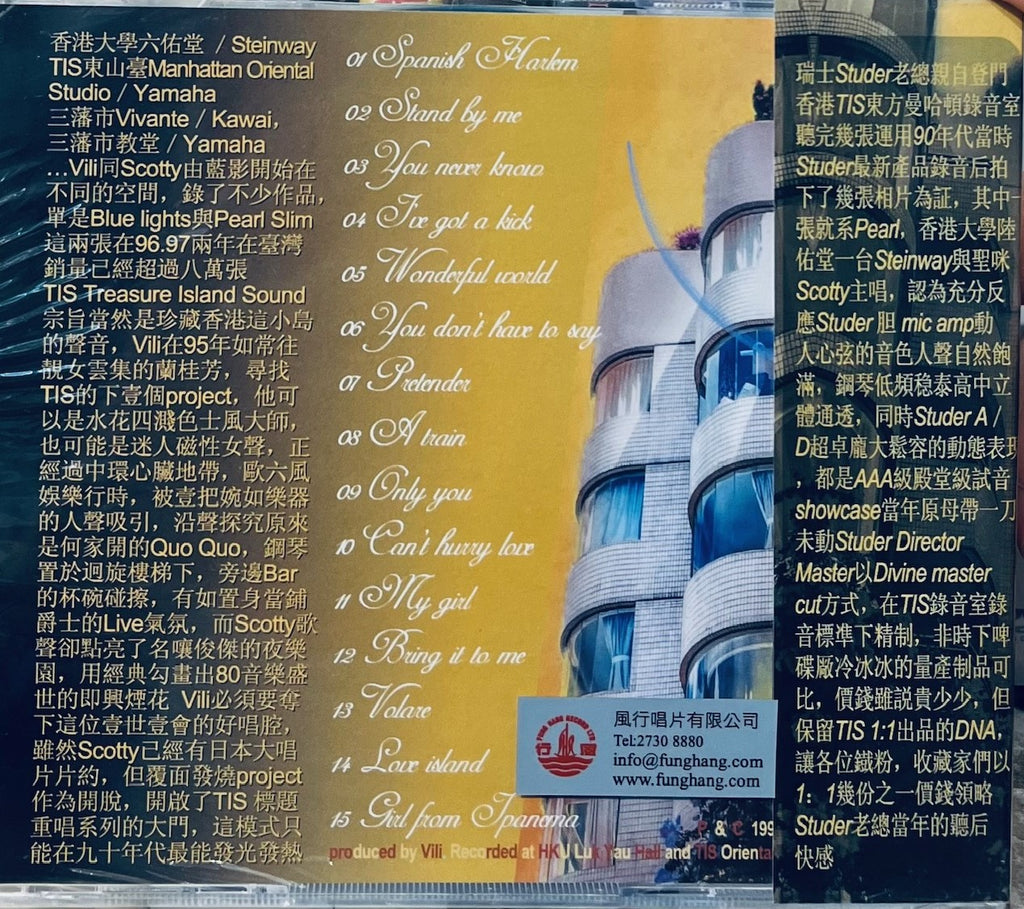 香港大學六佑堂 / Steinway
TIS東山臺Manhattan Oriental
Studio / Yamaha
三藩市Vivante / Kawai,
三藩市教堂 / Yamaha
...Vili同Scotty由藍影開始在
不同的空間，錄了不少作品，
單是Blue lights與Pearl Slim
這兩張在96.97兩年在臺灣
銷量已經超過八萬張
TIS Treasure Island Sound
宗旨當然是珍藏香港這小島
的聲音，Vili在95年如常往
靚女雲集的蘭桂芳，尋找
TIS的下壹個project，他可
以是水花四濺色士風大師，
也可能是迷人磁性女聲，正
經過中環心臟地帶，歐六風
娛樂行時，被壹把婉如樂器
的人聲吸引，沿聲探究原來
是何家開的Quo Quo，鋼琴
置於迴旋樓梯下，旁邊Bar
的杯碗碰擦，有如置身當鋪
爵士的Live氣氛，而Scotty歌
聲卻點亮了名嚷俊傑的夜樂
園，用經典勾畫出80音樂盛
世的即興煙花 Vili必須要奪
下這位壹世壹會的好唱腔，
雖然Scotty已經有日本大唱
片片約，但覆面發燒project
作為開脫，開啟了TIS 標題
重唱系列的大門，這模式只
能在九十年代最能發光發熱
01 Spanish Harlem
02 Stand by me
03 You never know
04 I've got a kick
05 Wonderful world
06 You don't have to say
07 Pretender
08 A train
09 Only you
10 Can't hurry love
11 My girl
12 Bring it to me
13 Volare
14 Love island
15 Girl from Ipanema
P & C 199
produced by Vili. Recorded at HKU Luk Yau Hall and TIS Orienta
風行唱片有限公司
Tel:2730 8880
info@funghang.com
www.funghang.com
FUNG HANG RECORD LTD
行風
瑞士Studer老總親自登門
香港TIS東方曼哈頓錄音室
聽完幾張運用90年代當時
Studer最新產品錄音后拍
下了幾張相片為証，其中一
張就系Pearl，香港大學陸
佑堂一台Steinway與聖咪
Scotty主唱，認為充分反
應Studer 胆 mic amp動
人心弦的音色人聲自然飽
滿，鋼琴低頻稳泰高中立
體通透，同時Studer A /
D超卓龐大鬆容的動態表現
，都是AAA級殿堂級試音
showcase當年原母帶一刀
未動Studer Director
Master以Divine master
cut方式，在TIS錄音室錄
音標準下精制，非時下啤
碟厰冷冰冰的量產制品可
比，價錢雖説貴少少，但
保留TIS 1:1出品的DNA，
讓各位鐵粉，收藏家們以
1：1幾份之一價錢領略
Studer老總當年的聽后
快感